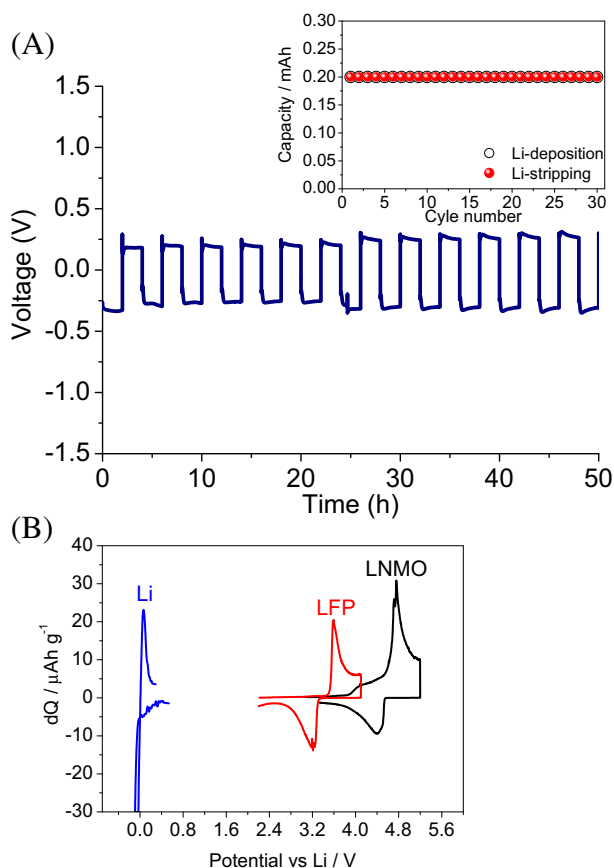 (A)
0.30
0.25
0.20
0.15
0.10
0.05
0.00
Capacity / mAh
Li-deposition
Li-stripping
0 5 10 15 20 25 30
Cyle number
1.5
1.0
0.5
0.0
-0.5
-1.0
-1.5
Voltage (V)
0 10 20 30 40 50
Time (h)
(B)
40
30
20
10
0
-10
-20
-30
dQ / µAh g⁻¹
Li
LFP
LNMO
0.0 0.8 1.6 2.4 3.2 4.0 4.8 5.6
Potential vs Li / V